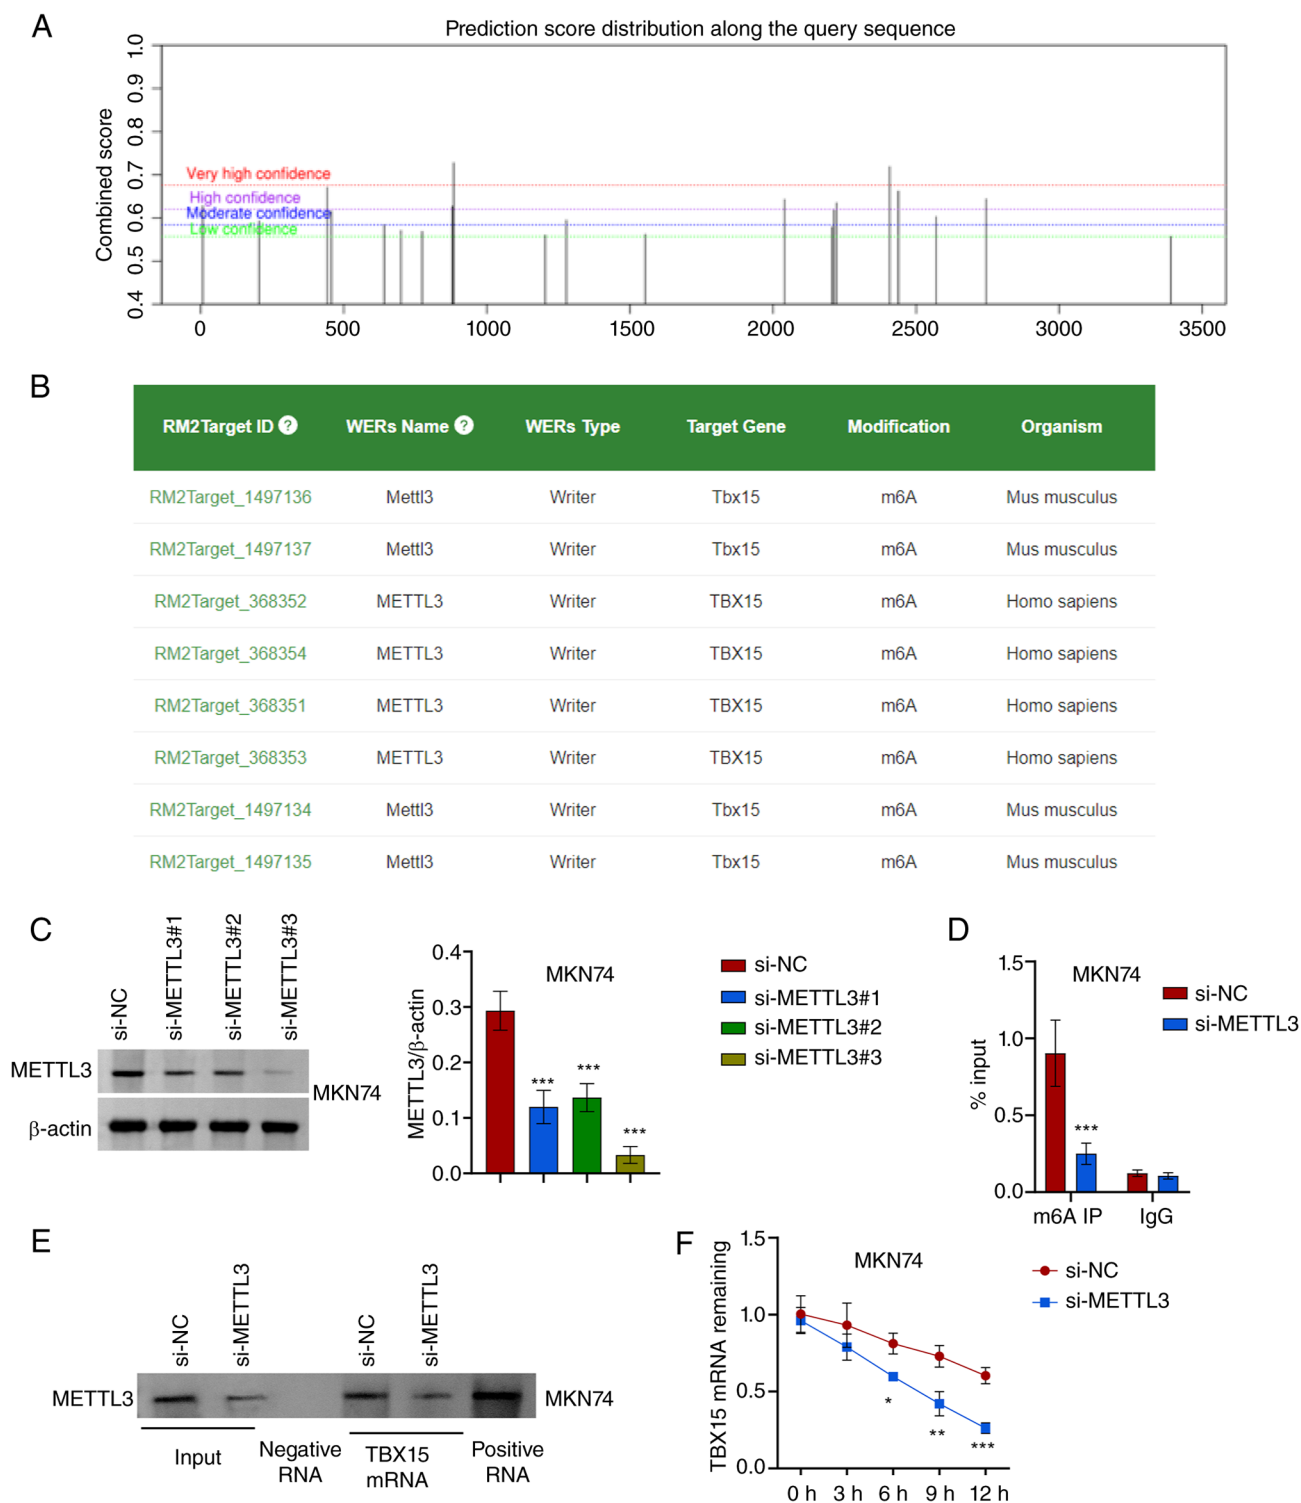 A
Prediction score distribution along the query sequence
Combined score
1.0
0.9
0.8
0.7
0.6
0.5
0.4
Very high confidence
High confidence
Moderate confidence
Low confidence
0 500 1000 1500 2000 2500 3000 3500
B
RM2Target ID ? WERs Name ? WERs Type Target Gene Modification Organism
RM2Target_1497136 Mettl3 Writer Tbx15 m6A Mus musculus
RM2Target_1497137 Mettl3 Writer Tbx15 m6A Mus musculus
RM2Target_368352 METTL3 Writer TBX15 m6A Homo sapiens
RM2Target_368354 METTL3 Writer TBX15 m6A Homo sapiens
RM2Target_368351 METTL3 Writer TBX15 m6A Homo sapiens
RM2Target_368353 METTL3 Writer TBX15 m6A Homo sapiens
RM2Target_1497134 Mettl3 Writer Tbx15 m6A Mus musculus
RM2Target_1497135 Mettl3 Writer Tbx15 m6A Mus musculus
C
si-NC
si-METTL3#1
si-METTL3#2
si-METTL3#3
METTL3
β-actin
MKN74
METTL3/β-actin
0.4
0.3
0.2
0.1
0.0
MKN74
***
***
***
si-NC
si-METTL3#1
si-METTL3#2
si-METTL3#3
D
% input
1.5
1.0
0.5
0.0
MKN74
***
m6A IP IgG
si-NC
si-METTL3
E
si-NC
si-METTL3
si-NC
si-METTL3
METTL3
MKN74
Input
Negative
RNA
TBX15
mRNA
Positive
RNA
F
TBX15 mRNA remaining
1.5
1.0
0.5
0.0
MKN74
*
**
***
0 h 3 h 6 h 9 h 12 h
si-NC
si-METTL3